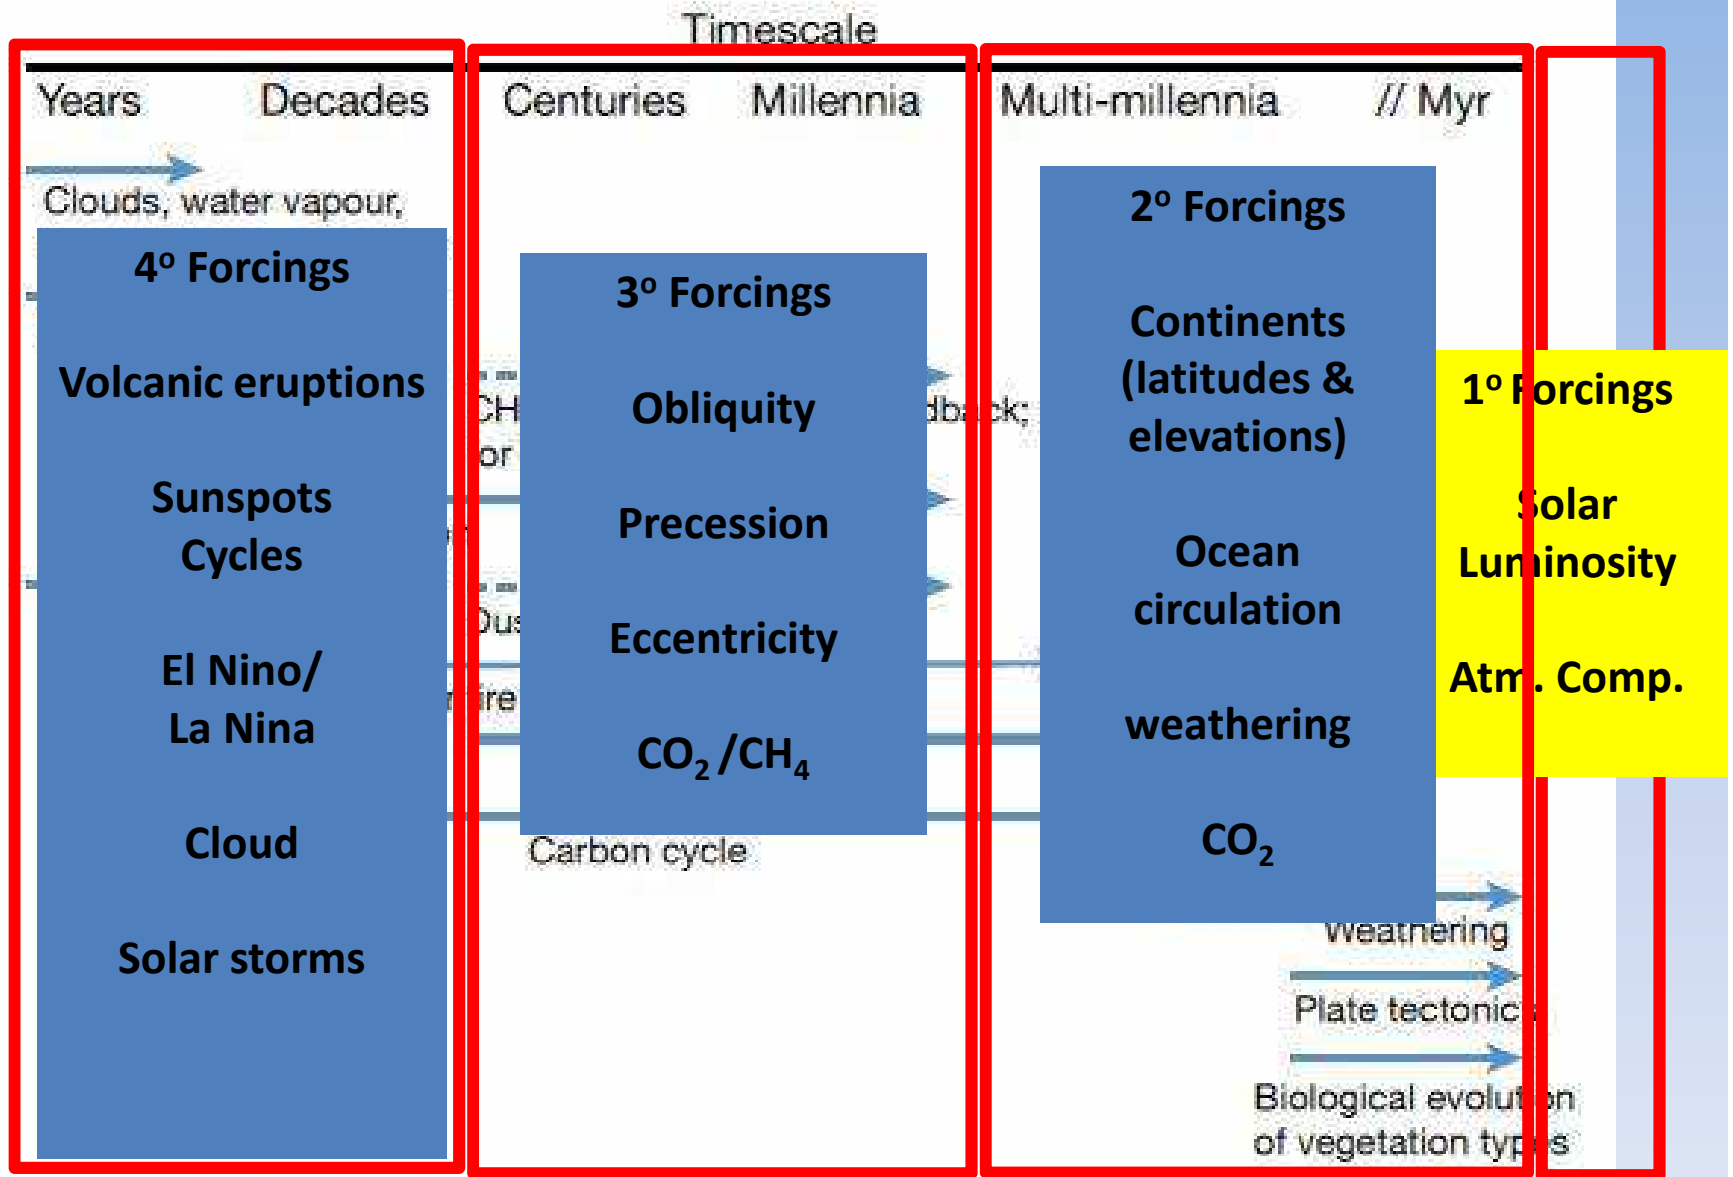 Timescale
Years Decades Centuries Millennia Multi-millennia // Myr
Clouds, water vapour,
4º Forcings
Volcanic eruptions
Sunspots
Cycles
El Nino/
La Nina
Cloud
Solar storms
3º Forcings
Obliquity
Precession
Eccentricity
CO₂ /CH₄
Carbon cycle
2º Forcings
Continents
(latitudes &
elevations)
Ocean
circulation
weathering
CO₂
Weathering
Plate tectonics
Biological evolution
of vegetation types
1º Forcings
Solar
Luminosity
Atm. Comp.